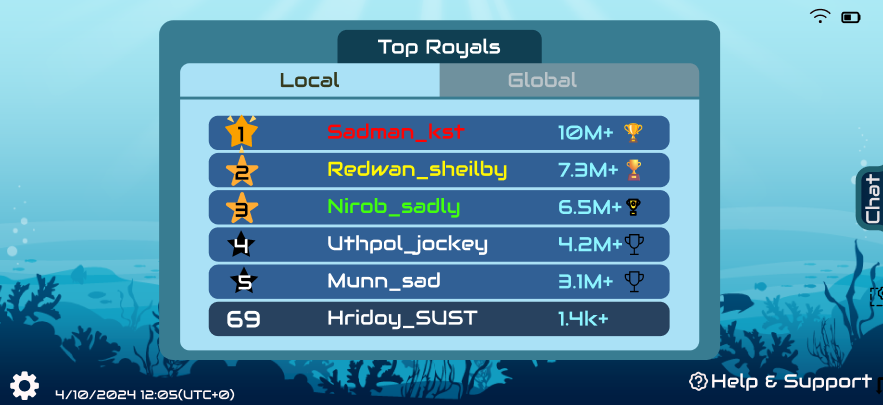 Top Royals
Local Global
1 Sadman_kst 10M+
2 Redwan_sheilby 7.3M+
3 Nirob_sadly 6.5M+
4 Uthpol_jockey 4.2M+
5 Munn_sad 3.1M+
69 Hridoy_SUST 1.4k+
Chat
Help & Support
4/10/2024 12:05(UTC+0)